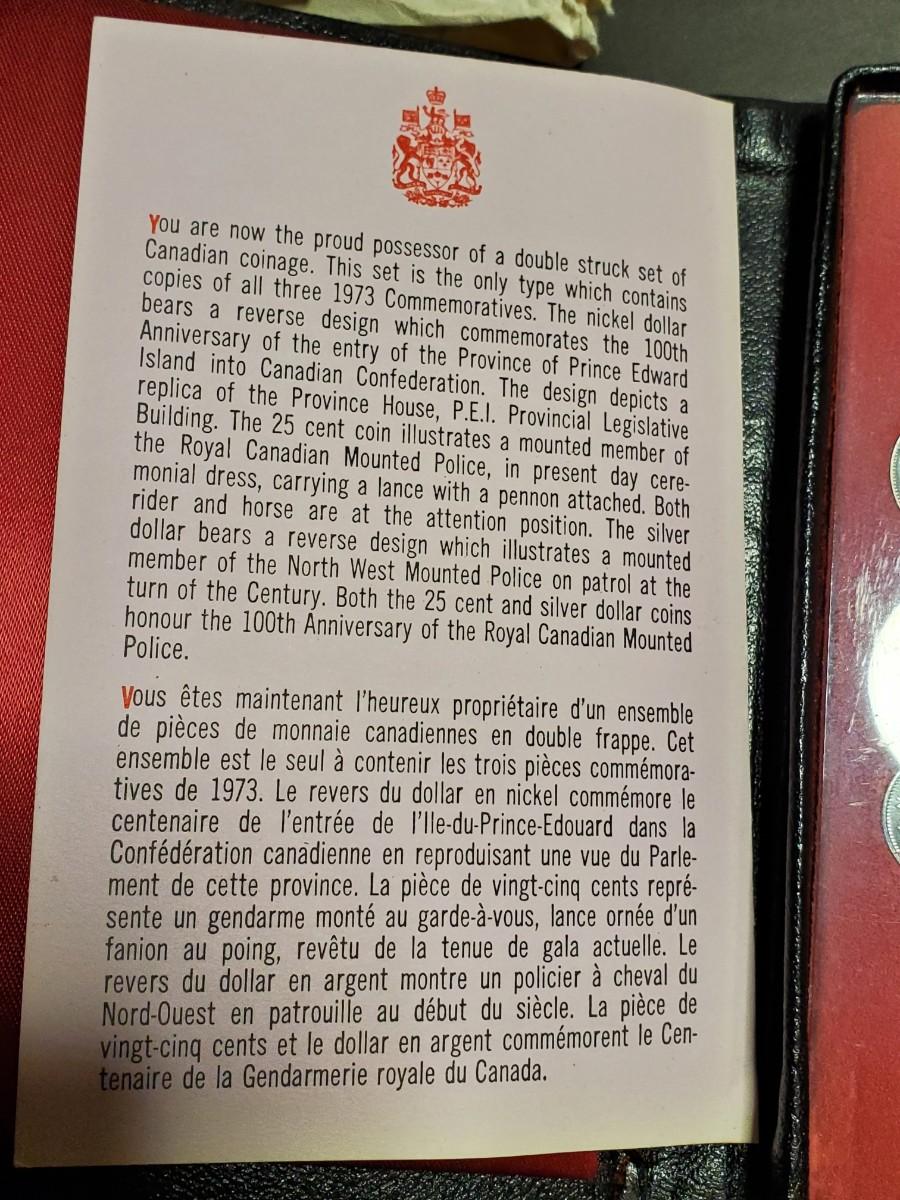 You are now the proud possessor of a double struck set of
Canadian coinage. This set is the only type which contains
copies of all three 1973 Commemoratives. The nickel dollar
bears a reverse design which commemorates the 100th
Anniversary of the entry of the Province of Prince Edward
Island into Canadian Confederation. The design depicts a
replica of the Province House, P.E.I. Provincial Legislative
Building. The 25 cent coin illustrates a mounted member of
the Royal Canadian Mounted Police, in present day cere-
monial dress, carrying a lance with a pennon attached. Both
rider and horse are at the attention position. The silver
dollar bears a reverse design which illustrates a mounted
member of the North West Mounted Police on patrol at the
turn of the Century. Both the 25 cent and silver dollar coins
honour the 100th Anniversary of the Royal Canadian Mounted
Police.
Vous êtes maintenant l'heureux propriétaire d'un ensemble
de pièces de monnaie canadiennes en double frappe. Cet
ensemble est le seul à contenir les trois pièces commémora-
tives de 1973. Le revers du dollar en nickel commémore le
centenaire de l'entrée de l'Ile-du-Prince-Edouard dans la
Confédération canadienne en reproduisant une vue du Parle-
ment de cette province. La pièce de vingt-cinq cents repré-
sente un gendarme monté au garde-à-vous, lance ornée d'un
fanion au poing, revêtu de la tenue de gala actuelle. Le
revers du dollar en argent montre un policier à cheval du
Nord-Ouest en patrouille au début du siècle. La pièce de
vingt-cinq cents et le dollar en argent commémorent le Cen-
tenaire de la Gendarmerie royale du Canada.